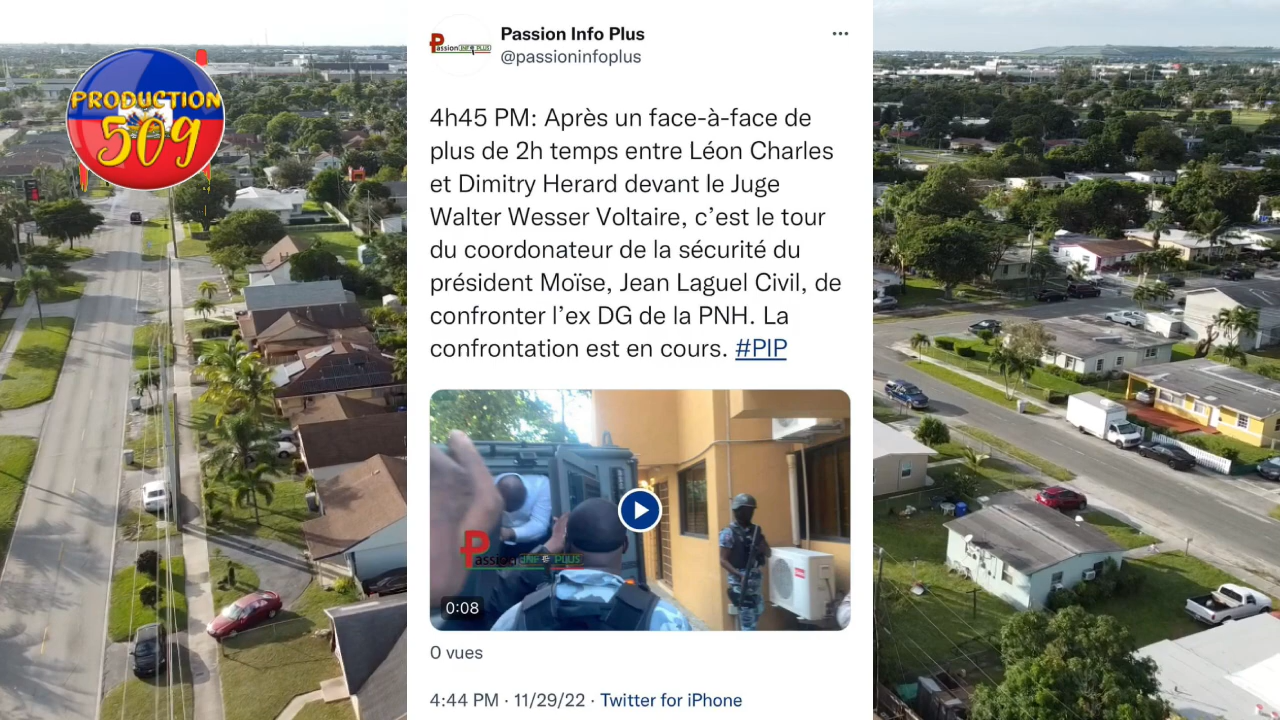 PRODUCTION
509
Passion Info Plus
@passioninfoplus
4h45 PM: Après un face-à-face de
plus de 2h temps entre Léon Charles
et Dimitry Herard devant le Juge
Walter Wesser Voltaire, c’est le tour
du coordonateur de la sécurité du
président Moïse, Jean Laguel Civil, de
confronter l’ex DG de la PNH. La
confrontation est en cours. #PIP
Passion INFO PLUS
0:08
0 vues
4:44 PM · 11/29/22 · Twitter for iPhone